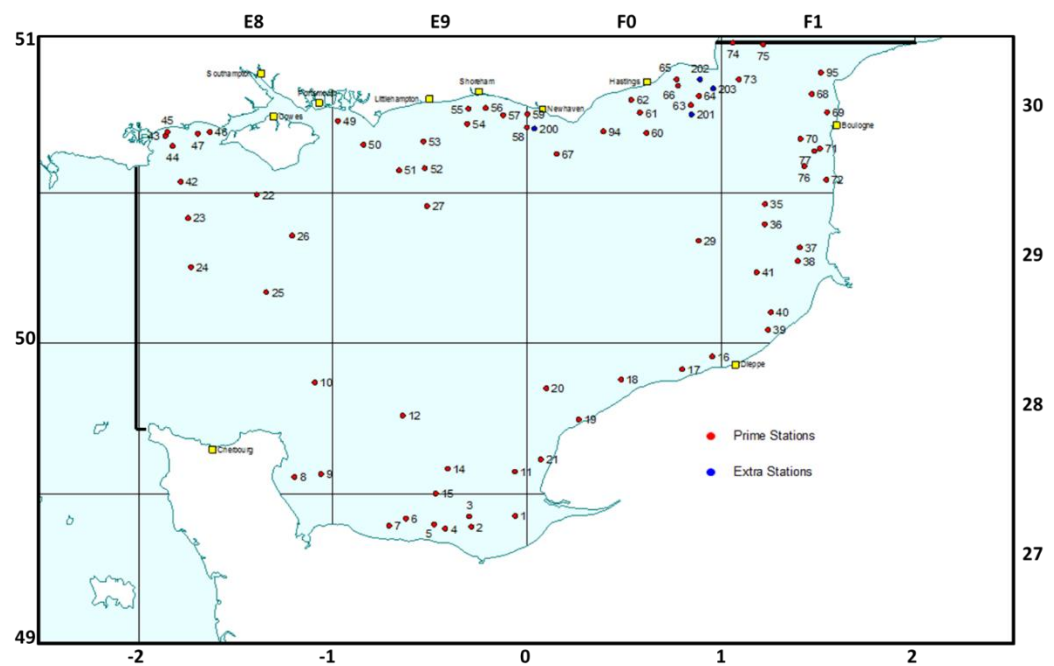 E8 E9 F0 F1
51
74 75
Southampton Shoreham Hastings 65 202 73 95
Portsmouth Littlehampton 66 64 203 68
Cowes 55 56 57 59 Newhaven 62 63 201 69 30
45 43 46 47 49 54 58 200 94 61 60 70 Boulogne
44 50 53 67 77 71
51 52 76 72
42
22 27 35
23 26 36
29 37 29
24 38
41
25
40
50 39
16
17 Dieppe
10 18
20 28
12 19
Prime Stations
Cherbourg
21
14 11 Extra Stations
8 9
15
3
7 6 5 4 2 1
27
49
-2 -1 0 1 2